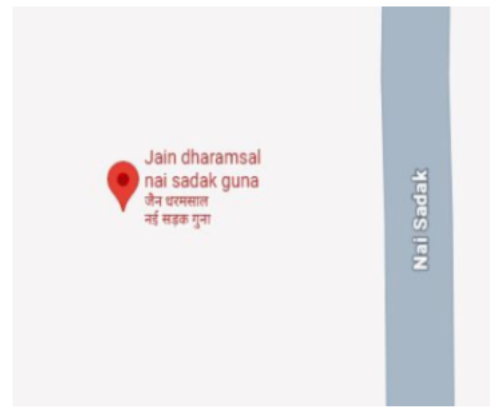 Jain dharamsal
nai sadak guna
जैन धरमसाल
नई सड़क गुना
Nai Sadak